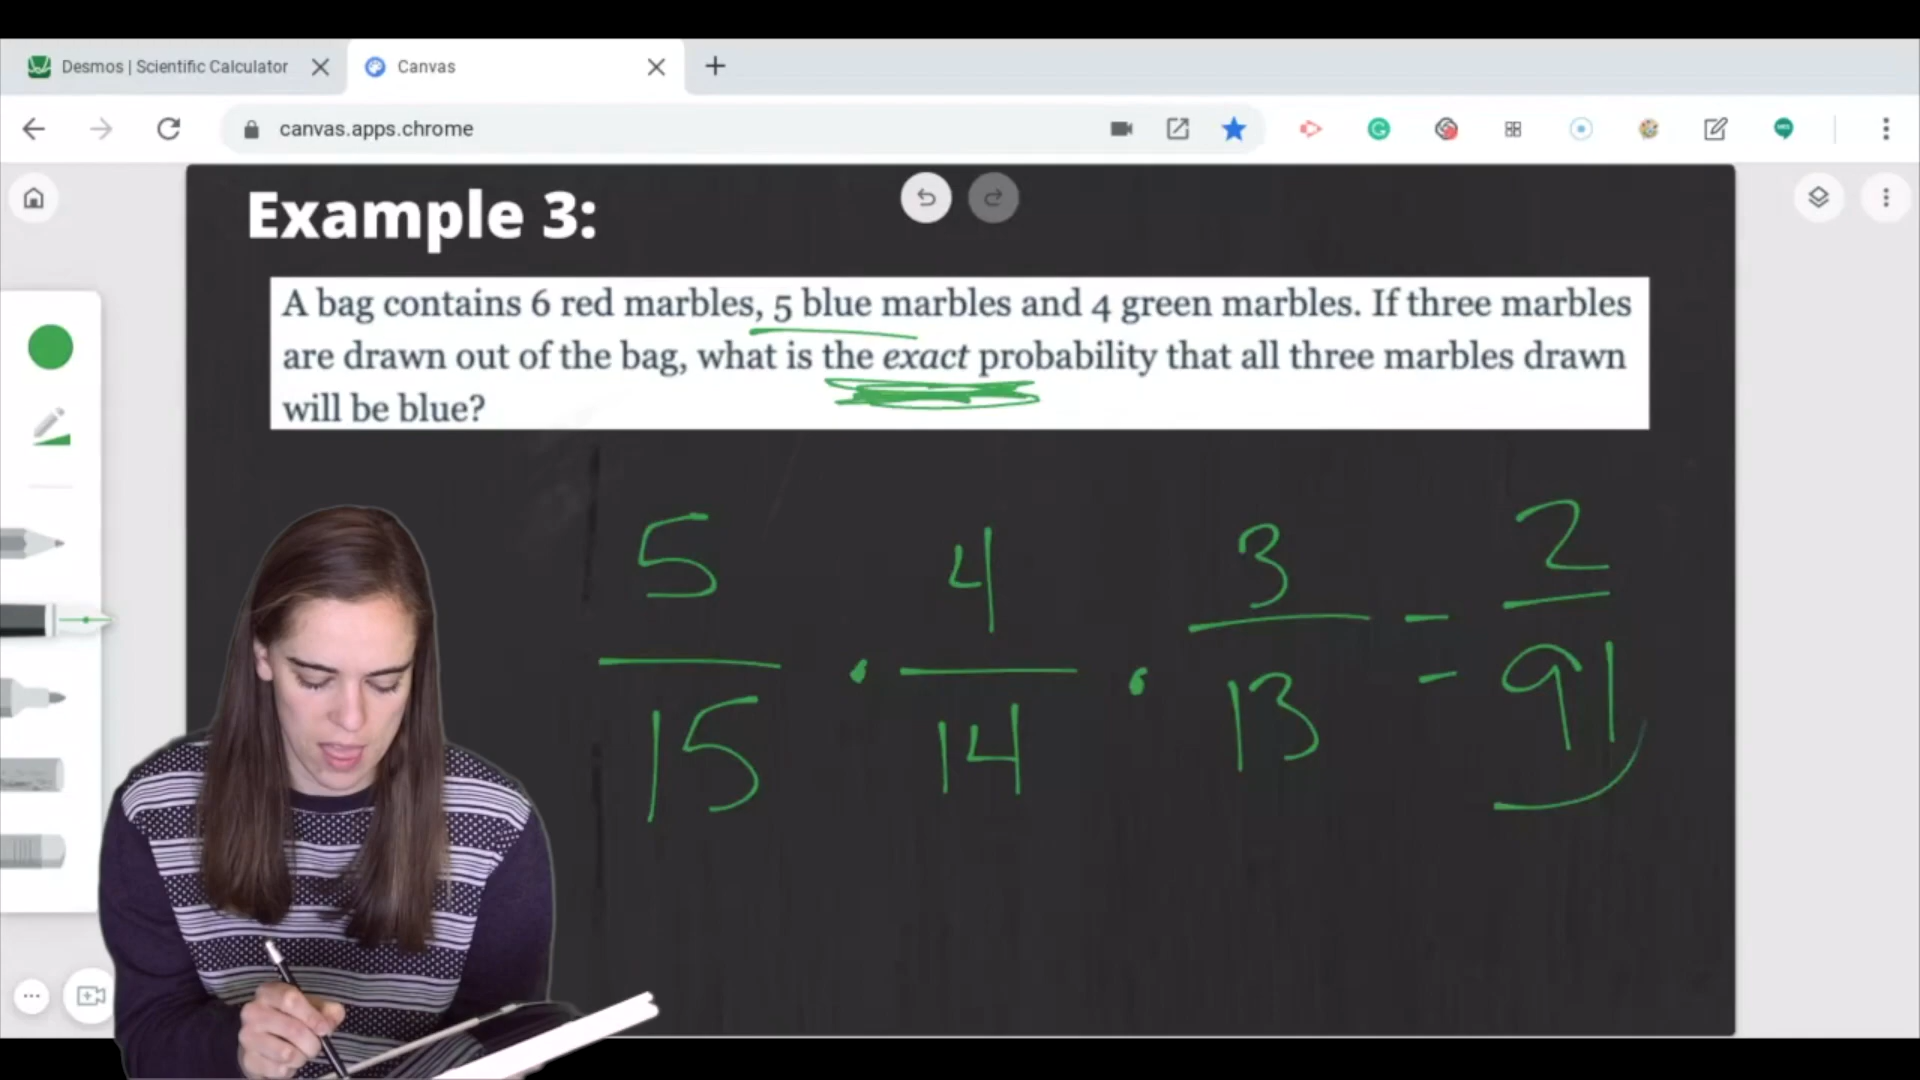 Desmos | Scientific Calculator
Canvas
canvas.apps.chrome
Example 3:
A bag contains 6 red marbles, 5 blue marbles and 4 green marbles. If three marbles
are drawn out of the bag, what is the exact probability that all three marbles drawn
will be blue?
5/15 · 4/14 · 3/13 = 2/91